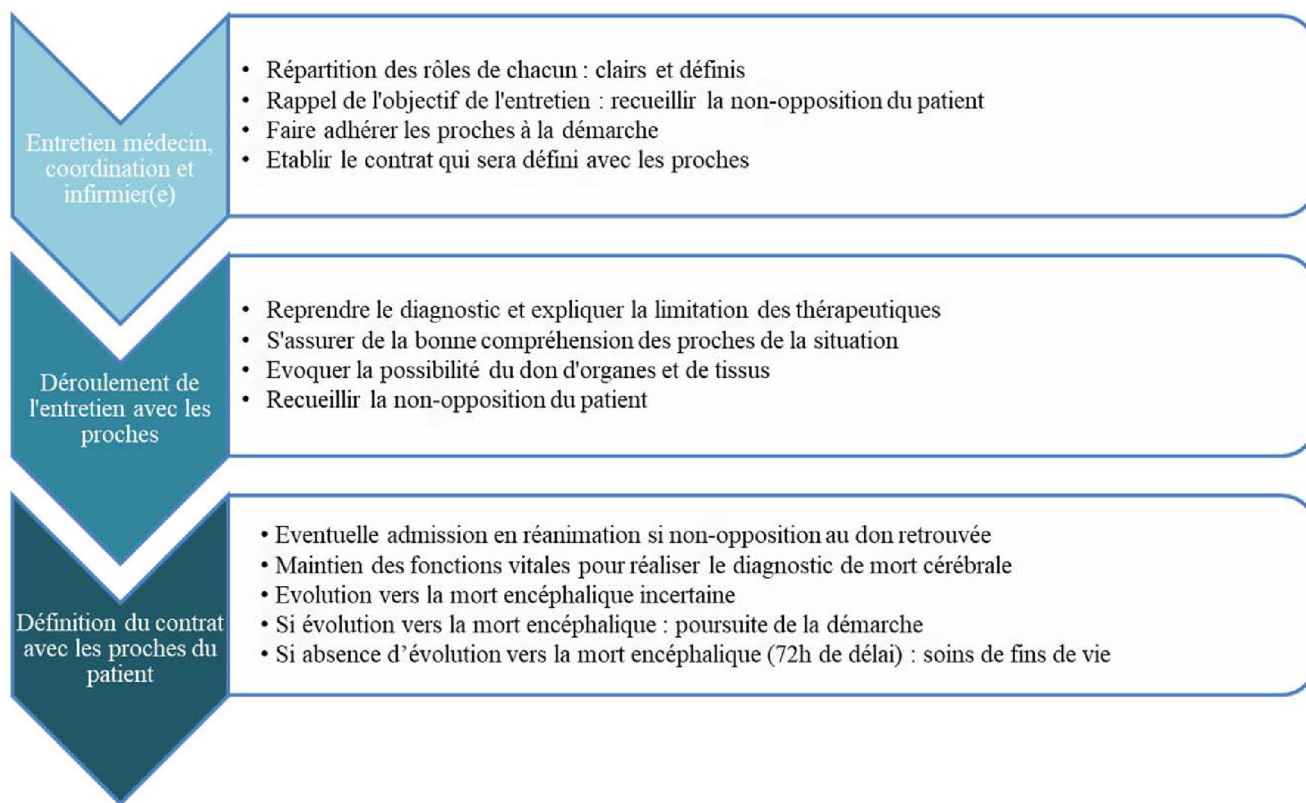 Entretien médecin,
coordination et
infirmier(e)
• Répartition des rôles de chacun : clairs et définis
• Rappel de l'objectif de l'entretien : recueillir la non-opposition du patient
• Faire adhérer les proches à la démarche
• Etablir le contrat qui sera défini avec les proches
Déroulement de
l'entretien avec les
proches
• Reprendre le diagnostic et expliquer la limitation des thérapeutiques
• S'assurer de la bonne compréhension des proches de la situation
• Evoquer la possibilité du don d'organes et de tissus
• Recueillir la non-opposition du patient
Définition du contrat
avec les proches du
patient
• Eventuelle admission en réanimation si non-opposition au don retrouvée
• Maintien des fonctions vitales pour réaliser le diagnostic de mort cérébrale
• Evolution vers la mort encéphalique incertaine
• Si évolution vers la mort encéphalique : poursuite de la démarche
• Si absence d’évolution vers la mort encéphalique (72h de délai) : soins de fins de vie